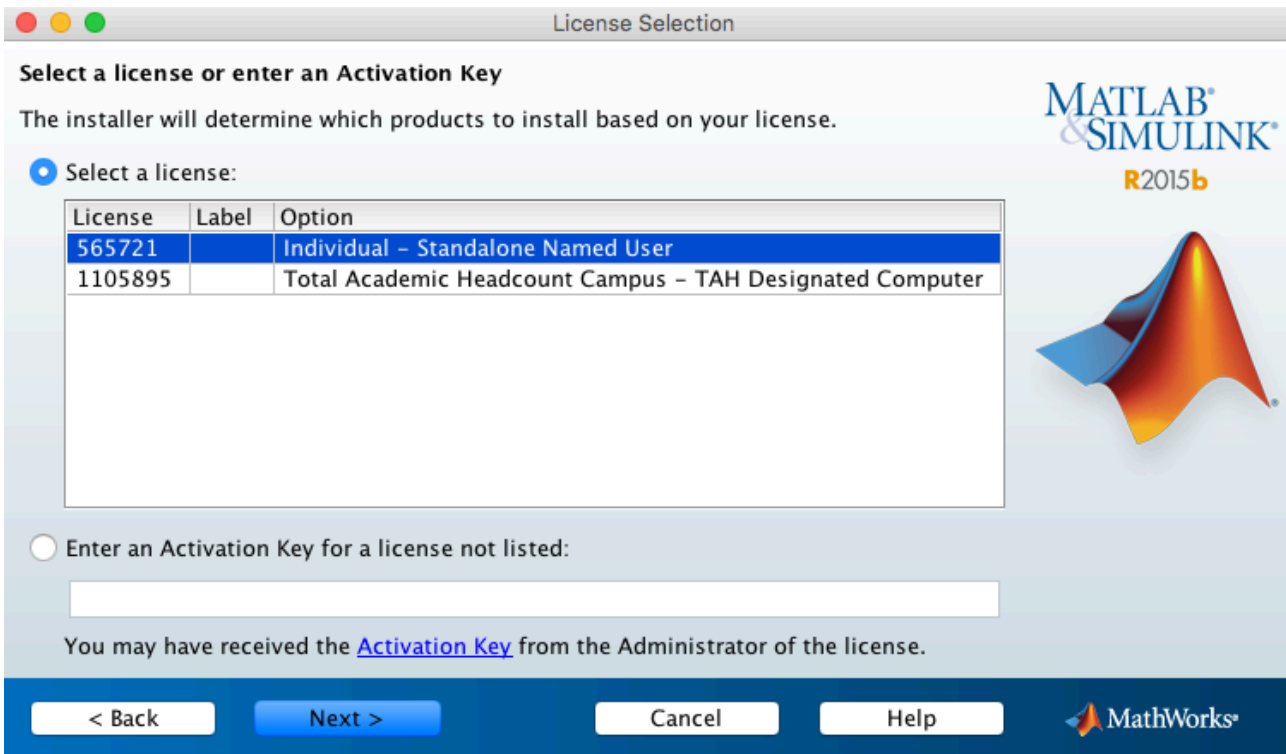 License Selection
Select a license or enter an Activation Key
The installer will determine which products to install based on your license.
MATLAB®
&SIMULINK®
R2015b
Select a license:
License Label Option
565721 Individual – Standalone Named User
1105895 Total Academic Headcount Campus – TAH Designated Computer
Enter an Activation Key for a license not listed:
You may have received the Activation Key from the Administrator of the license.
< Back Next > Cancel Help MathWorks®